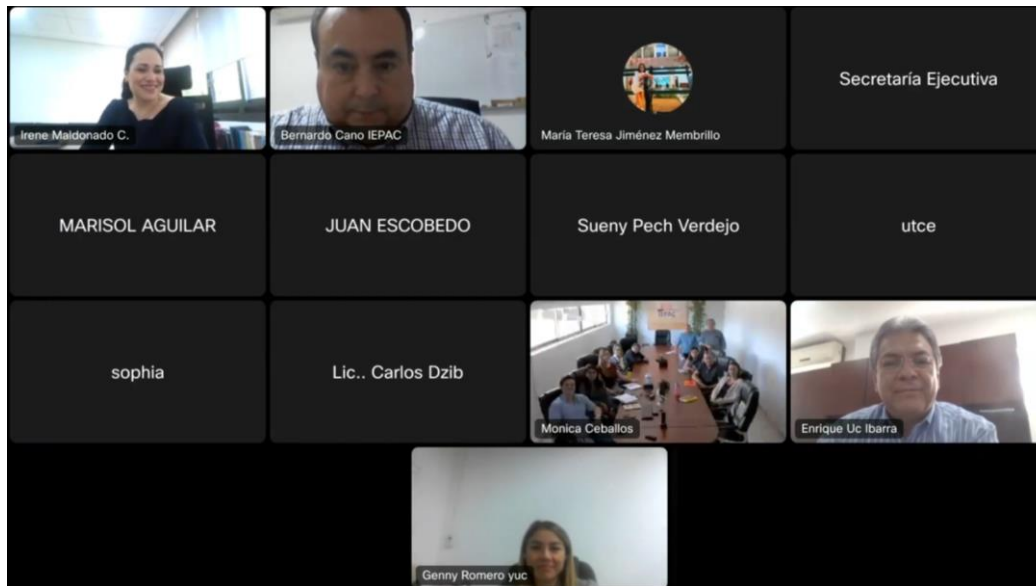 Irene Maldonado C.
Bernardo Cano IEPAC
María Teresa Jiménez Membrillo
Secretaría Ejecutiva
MARISOL AGUILAR
JUAN ESCOBEDO
Sueny Pech Verdejo
utce
sophia
Lic.. Carlos Dzib
Monica Ceballos
Enrique Uc Ibarra
Genny Romero yuc